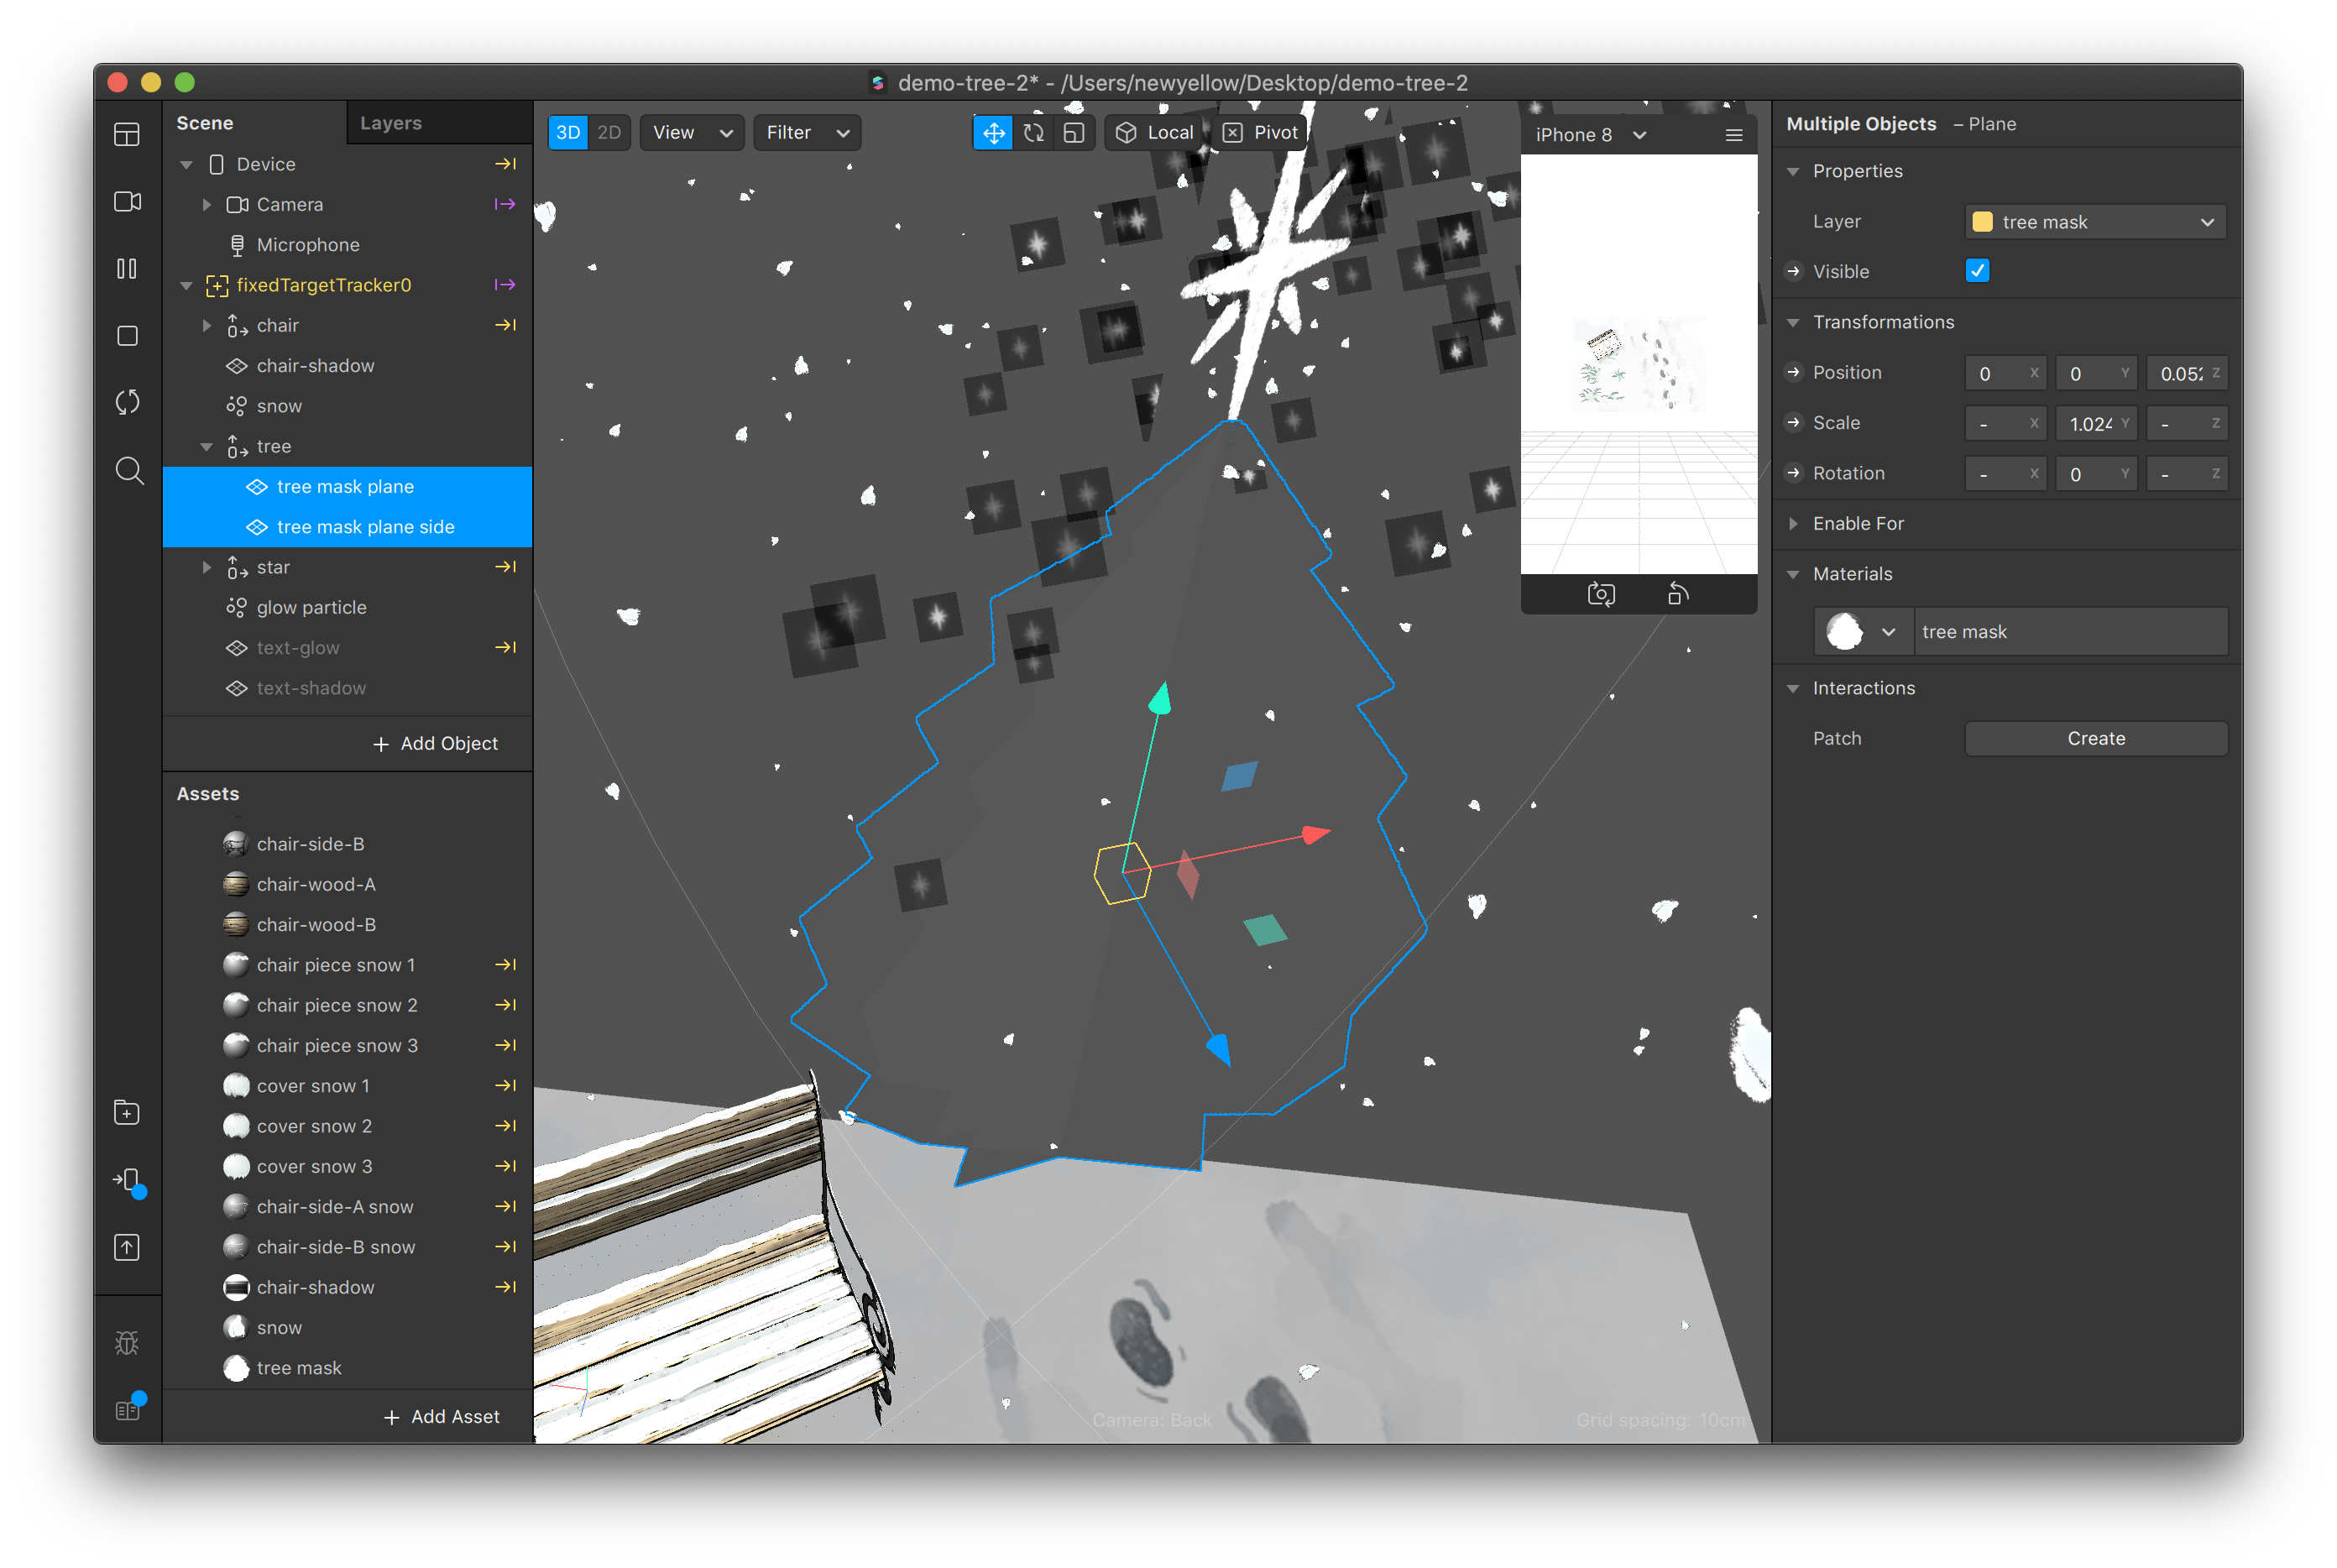 demo-tree-2* - /Users/newyellow/Desktop/demo-tree-2
Scene
Layers
Device
Camera
Microphone
fixedTargetTracker0
chair
chair-shadow
snow
tree
tree mask plane
tree mask plane side
star
glow particle
text-glow
text-shadow
+ Add Object
Assets
chair-side-B
chair-wood-A
chair-wood-B
chair piece snow 1
chair piece snow 2
chair piece snow 3
cover snow 1
cover snow 2
cover snow 3
chair-side-A snow
chair-side-B snow
chair-shadow
snow
tree mask
+ Add Asset
3D 2D View Filter Local Pivot
iPhone 8
Camera: Back
Grid spacing: 10cm
Multiple Objects – Plane
Properties
Layer tree mask
Visible
Transformations
Position 0 X 0 Y 0.052 Z
Scale - X 1.024 Y - Z
Rotation - X 0 Y - Z
Enable For
Materials
tree mask
Interactions
Patch Create